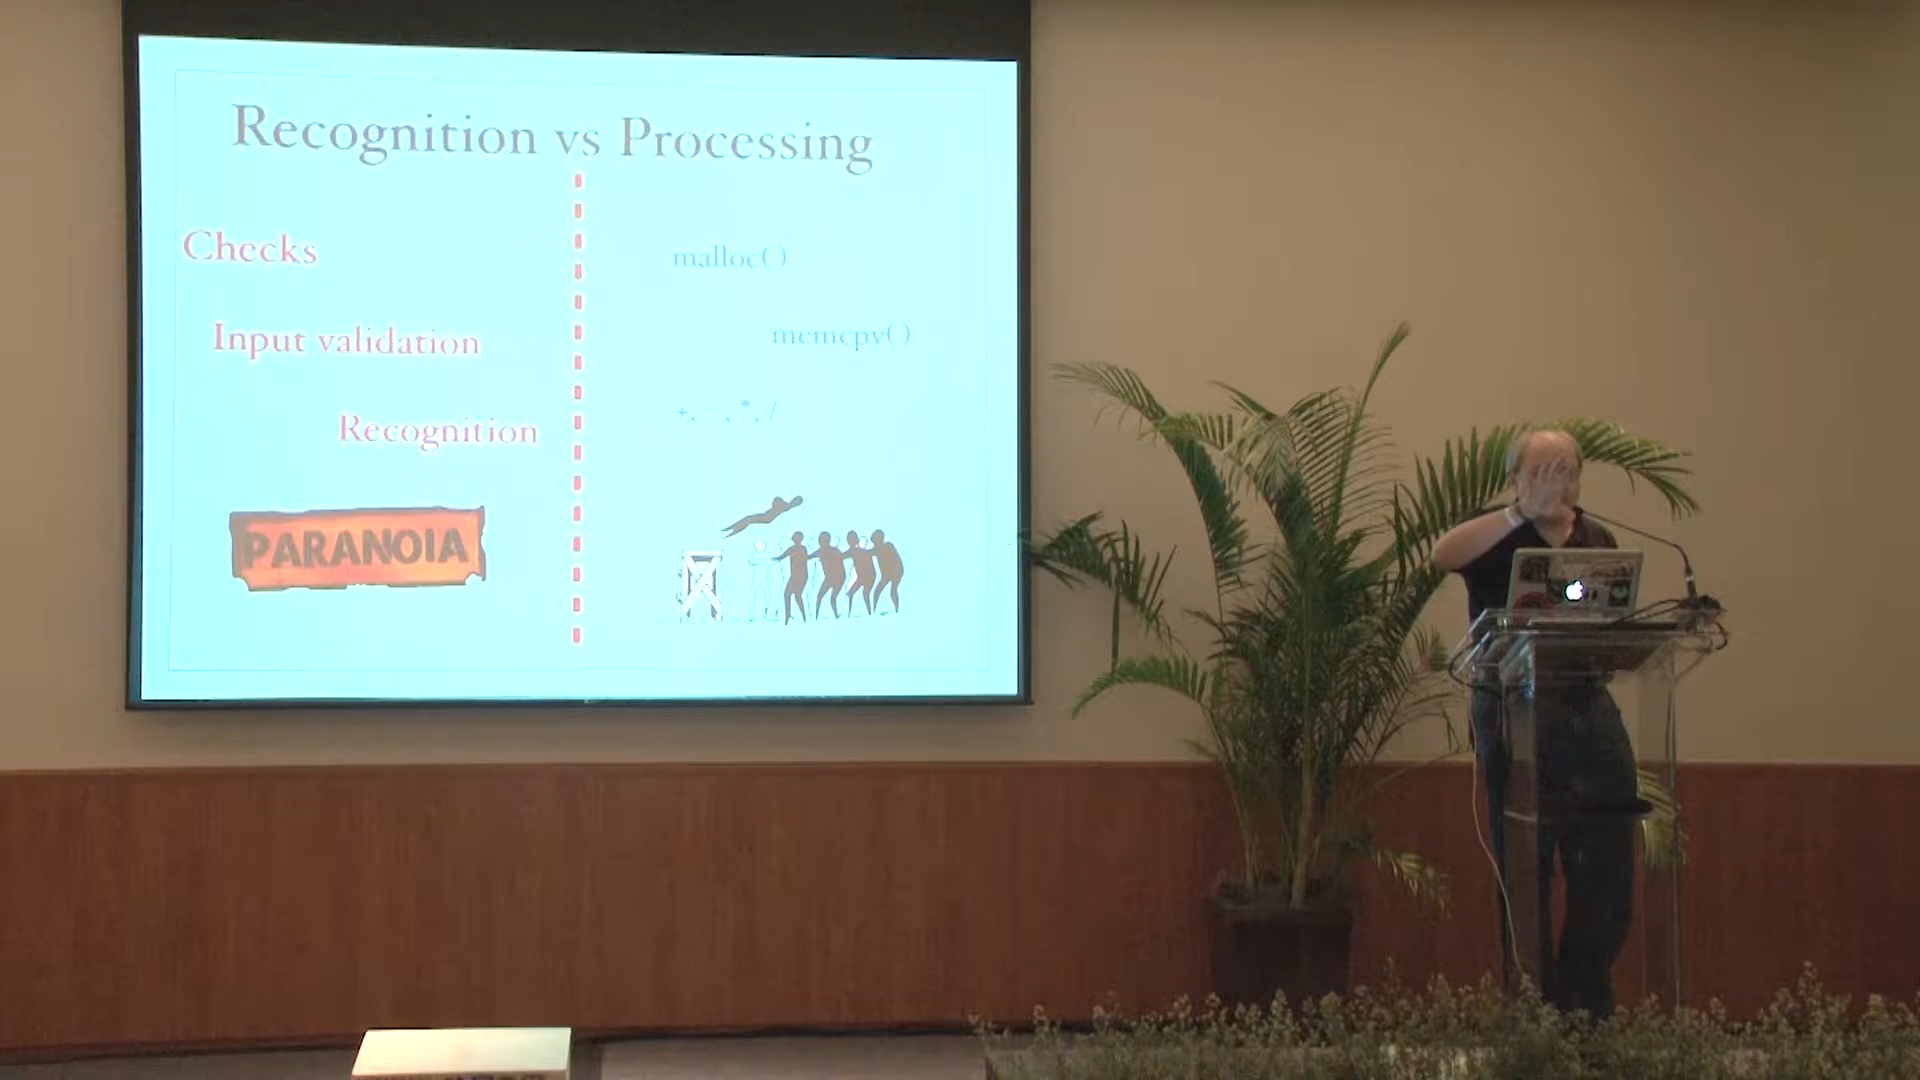 Recognition vs Processing
Checks
malloc()
Input validation
memcpy()
+, -, *, /
Recognition
PARANOIA